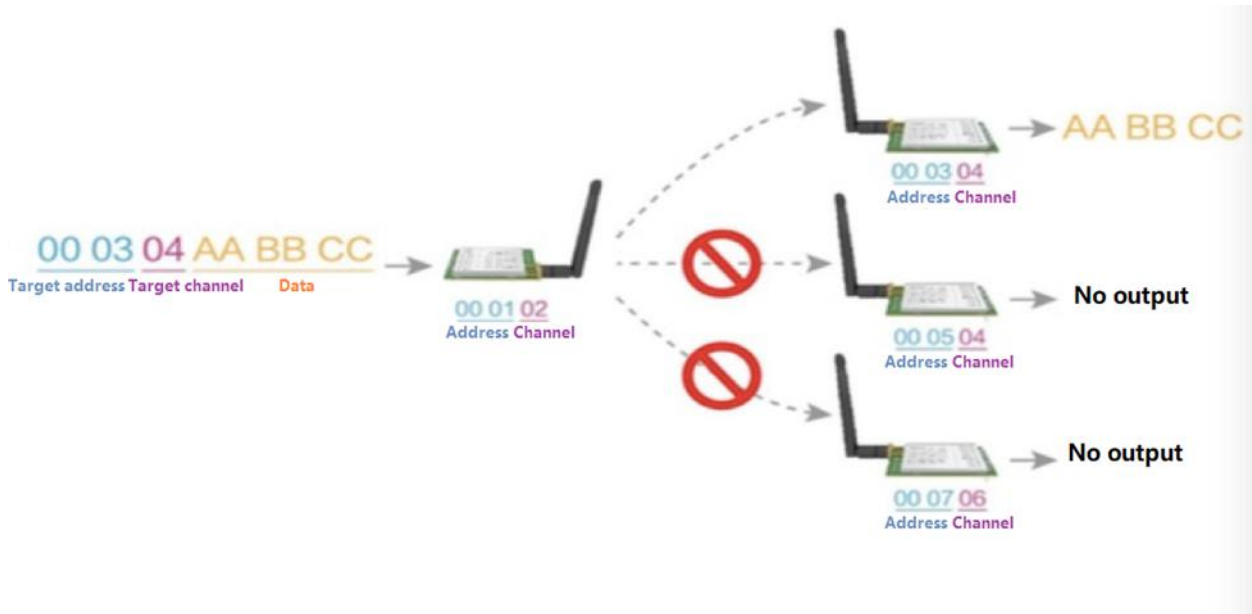 00 03 04 AA BB CC
Target address Target channel Data
00 01 02
Address Channel
AA BB CC
00 03 04
Address Channel
No output
00 05 04
Address Channel
No output
00 07 06
Address Channel